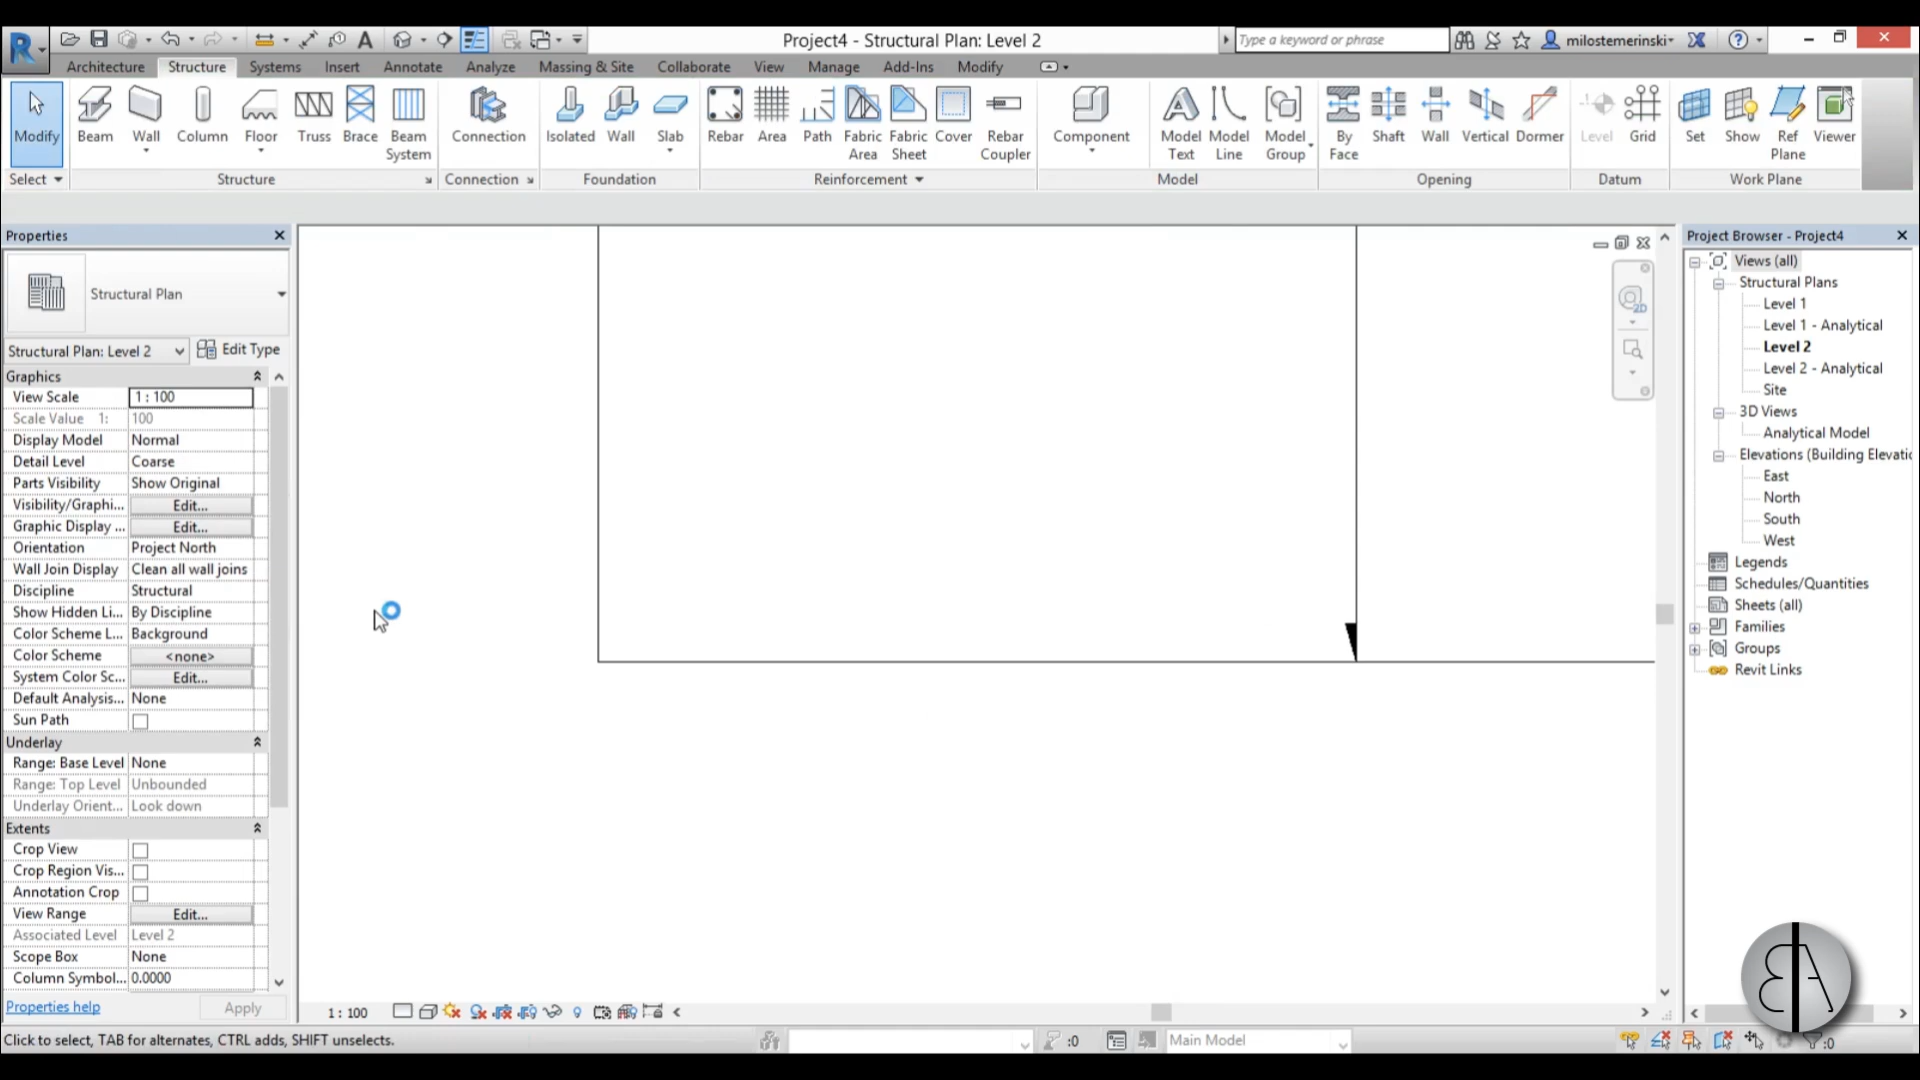 Project4 - Structural Plan: Level 2
Type a keyword or phrase
milostemerinski
Architecture Structure Systems Insert Annotate Analyze Massing & Site Collaborate View Manage Add-Ins Modify
Modify Beam Wall Column Floor Truss Brace Beam System Connection Isolated Wall Slab Rebar Area Path Fabric Area Fabric Sheet Cover Rebar Coupler Component Model Text Model Line Model Group By Face Shaft Wall Vertical Dormer Level Grid Set Show Ref Plane Viewer
Select Structure Connection Foundation Reinforcement Model Opening Datum Work Plane
Properties
Structural Plan
Structural Plan: Level 2 Edit Type
Graphics
View Scale 1 : 100
Scale Value 1: 100
Display Model Normal
Detail Level Coarse
Parts Visibility Show Original
Visibility/Graphi... Edit...
Graphic Display ... Edit...
Orientation Project North
Wall Join Display Clean all wall joins
Discipline Structural
Show Hidden Li... By Discipline
Color Scheme L... Background
Color Scheme <none>
System Color Sc... Edit...
Default Analysis... None
Sun Path
Underlay
Range: Base Level None
Range: Top Level Unbounded
Underlay Orient... Look down
Extents
Crop View
Crop Region Vis...
Annotation Crop
View Range Edit...
Associated Level Level 2
Scope Box None
Column Symbol... 0.0000
Properties help Apply
2D
1 : 100
Project Browser - Project4
Views (all)
Structural Plans
Level 1
Level 1 - Analytical
Level 2
Level 2 - Analytical
Site
3D Views
Analytical Model
Elevations (Building Elevatio
East
North
South
West
Legends
Schedules/Quantities
Sheets (all)
Families
Groups
Revit Links
BA
Click to select, TAB for alternates, CTRL adds, SHIFT unselects.
:0
Main Model
:0